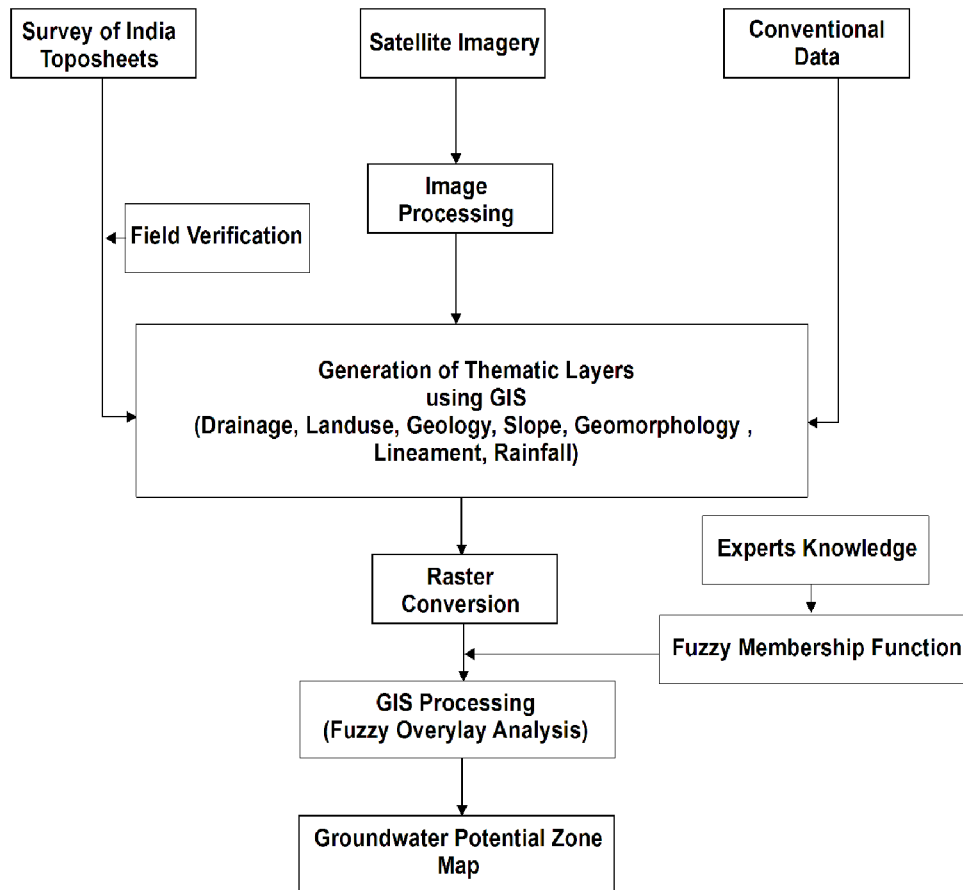 Survey of India
Toposheets
Satellite Imagery
Conventional
Data
Image
Processing
Field Verification
Generation of Thematic Layers
using GIS
(Drainage, Landuse, Geology, Slope, Geomorphology ,
Lineament, Rainfall)
Experts Knowledge
Raster
Conversion
Fuzzy Membership Function
GIS Processing
(Fuzzy Overylay Analysis)
Groundwater Potential Zone
Map